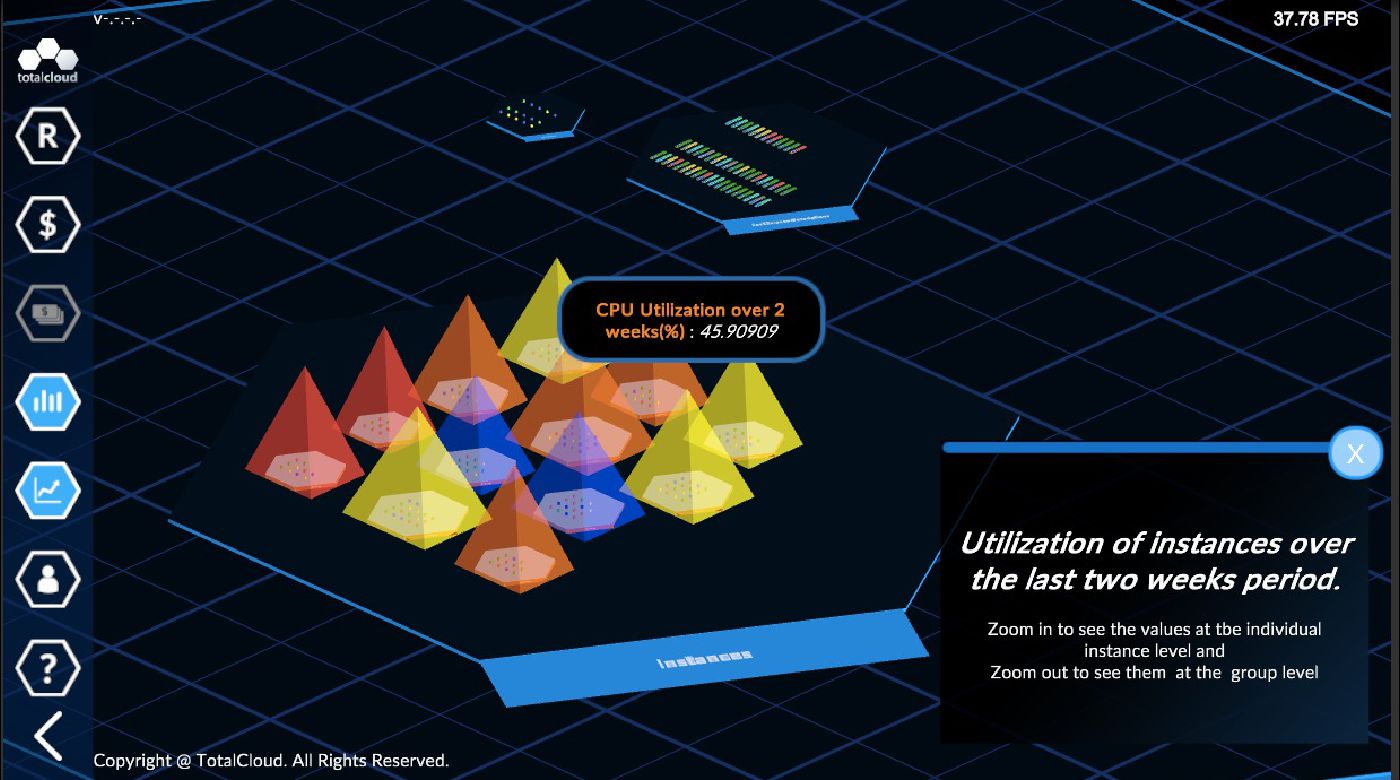 v-.-.-.-
37.78 FPS
totalcloud
R
$
$
?
CPU Utilization over 2
weeks(%) : 45.90909
X
Utilization of instances over
the last two weeks period.
Zoom in to see the values at tbe individual
instance level and
Zoom out to see them at the group level
Instances
Copyright @ TotalCloud. All Rights Reserved.